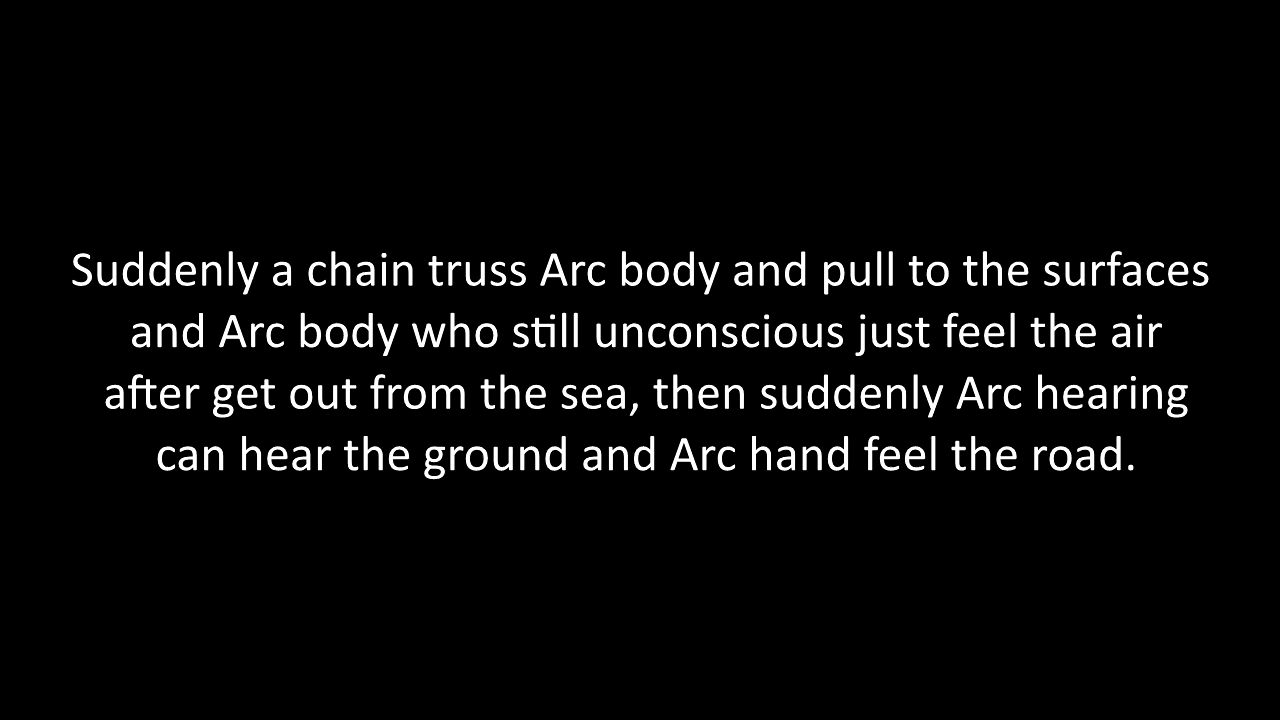 Suddenly a chain truss Arc body and pull to the surfaces
and Arc body who still unconscious just feel the air
after get out from the sea, then suddenly Arc hearing
can hear the ground and Arc hand feel the road.